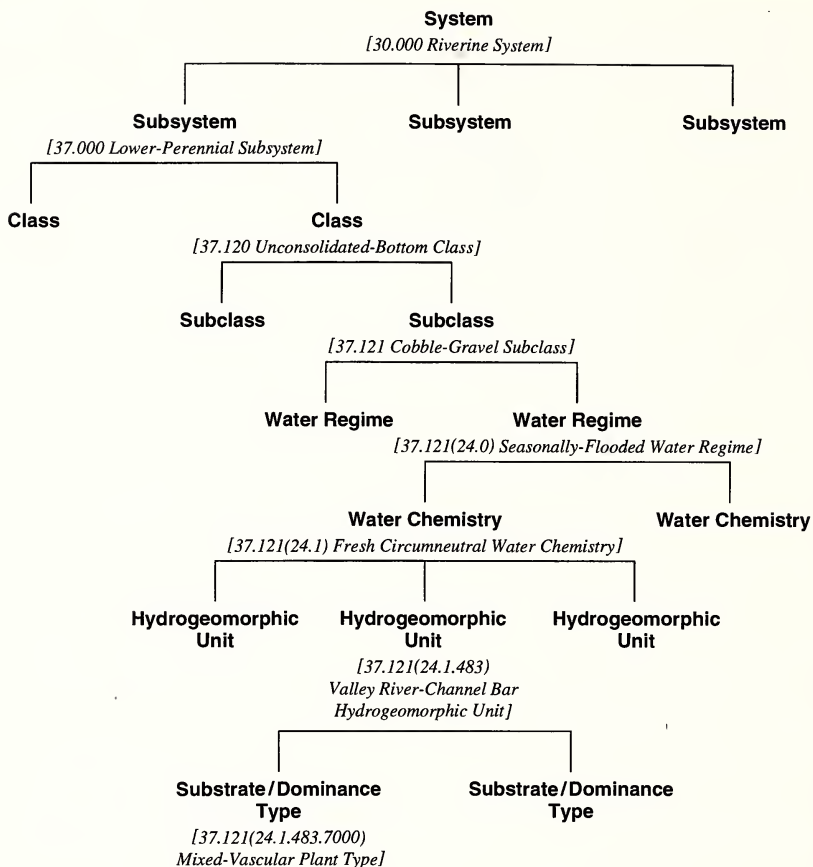 System
[30.000 Riverine System]
Subsystem Subsystem Subsystem
[37.000 Lower-Perennial Subsystem]
Class Class
[37.120 Unconsolidated-Bottom Class]
Subclass Subclass
[37.121 Cobble-Gravel Subclass]
Water Regime Water Regime
[37.121(24.0) Seasonally-Flooded Water Regime]
Water Chemistry Water Chemistry
[37.121(24.1) Fresh Circumneutral Water Chemistry]
Hydrogeomorphic Hydrogeomorphic Hydrogeomorphic
Unit Unit Unit
[37.121(24.1.483)
Valley River-Channel Bar
Hydrogeomorphic Unit]
Substrate/Dominance Substrate/Dominance
Type Type
[37.121(24.1.483.7000)
Mixed-Vascular Plant Type]